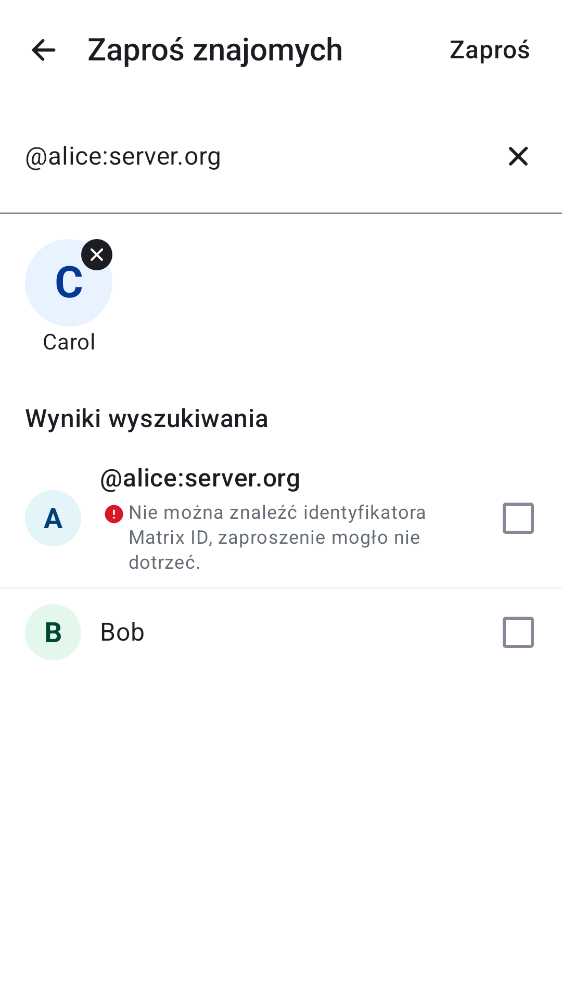 Zaproś znajomych
Zaproś
@alice:server.org
C
Carol
Wyniki wyszukiwania
A
@alice:server.org
Nie można znaleźć identyfikatora
Matrix ID, zaproszenie mogło nie
dotrzeć.
B
Bob